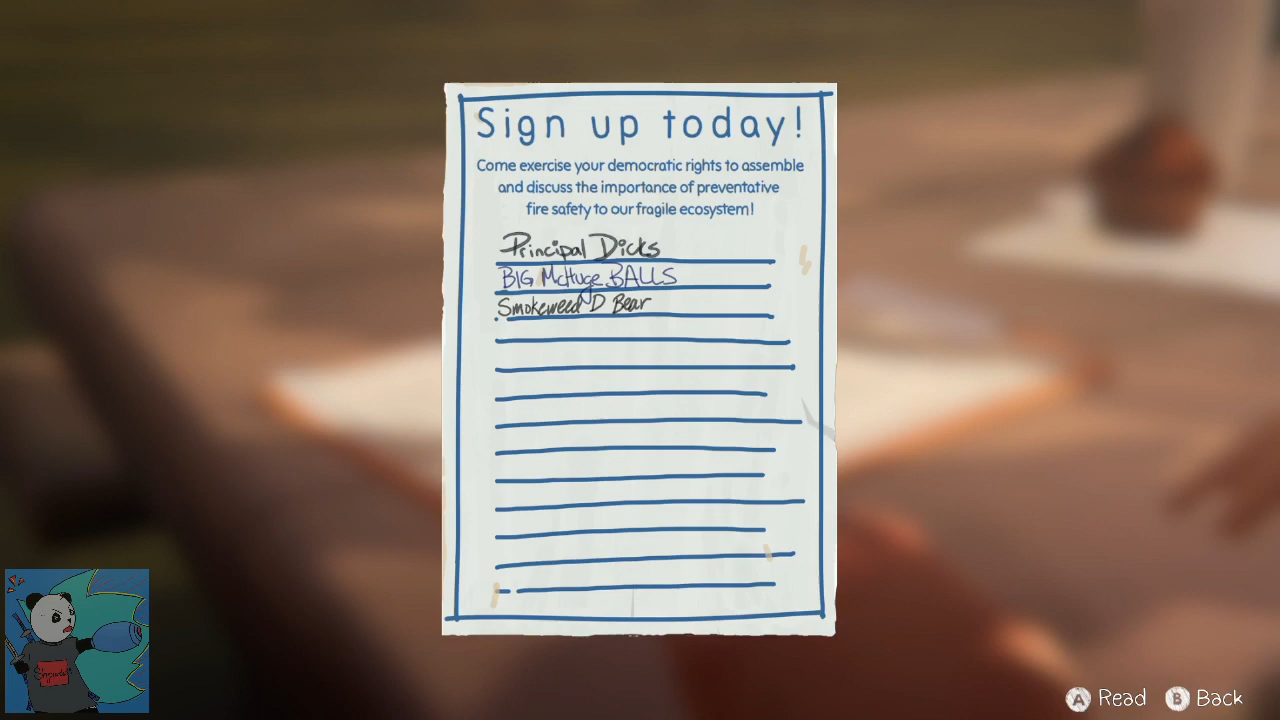 Sign up today!
Come exercise your democratic rights to assemble
and discuss the importance of preventative
fire safety to our fragile ecosystem!
Principal Dicks
BIG McHuge BALLS
Smokeweed D Bear
A Read B Back